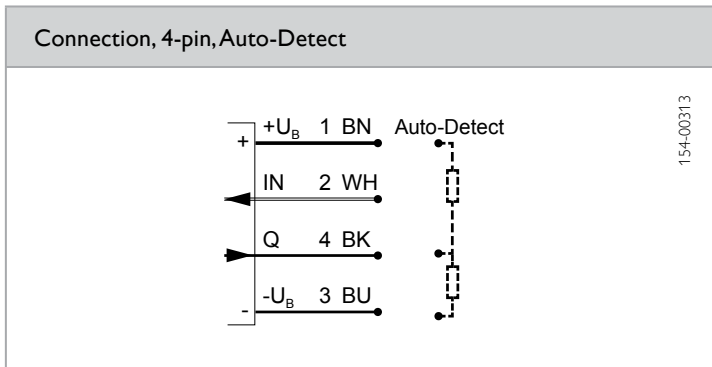 Connection, 4-pin, Auto-Detect
154-00313
+U_B 1 BN Auto-Detect
+
IN 2 WH
Q 4 BK
-U_B 3 BU
-